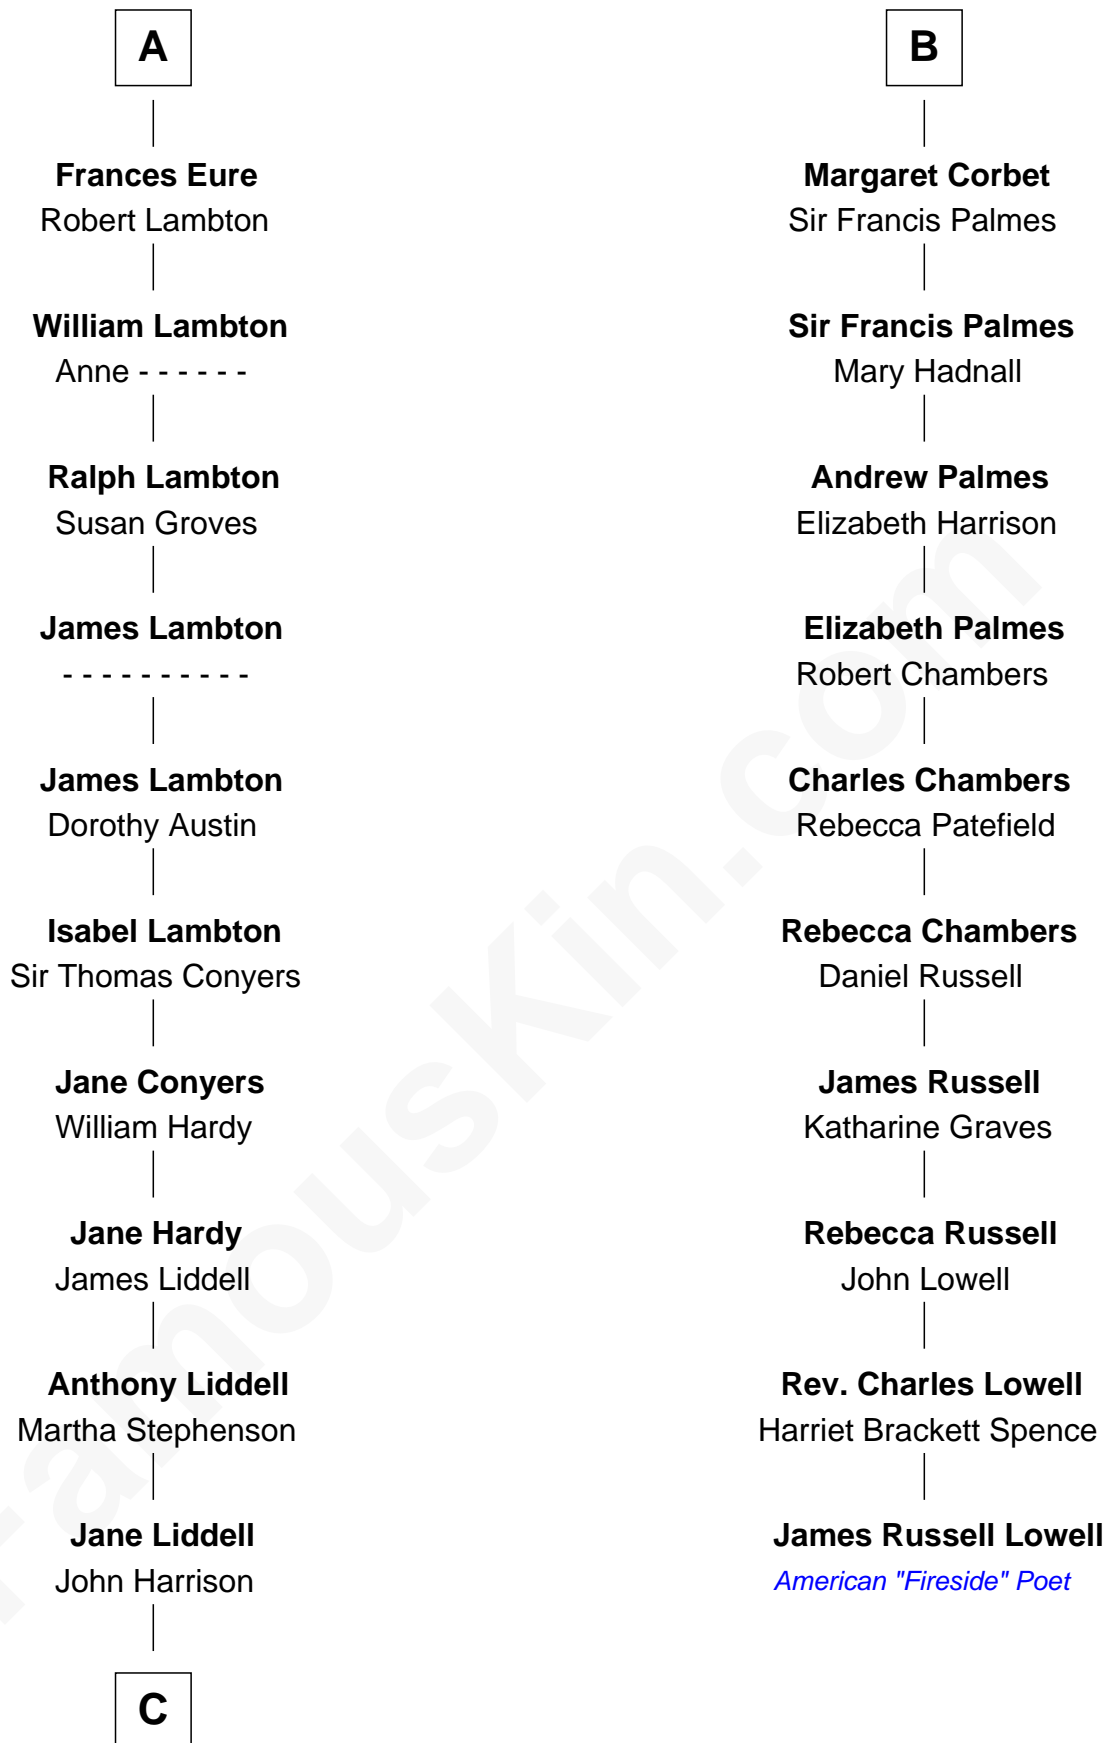 A
Frances Eure
Robert Lambton
William Lambton
Anne - - - - - -
Ralph Lambton
Susan Groves
James Lambton
- - - - - - - - - -
James Lambton
Dorothy Austin
Isabel Lambton
Sir Thomas Conyers
Jane Conyers
William Hardy
Jane Hardy
James Liddell
Anthony Liddell
Martha Stephenson
Jane Liddell
John Harrison
C
B
Margaret Corbet
Sir Francis Palmes
Sir Francis Palmes
Mary Hadnall
Andrew Palmes
Elizabeth Harrison
Elizabeth Palmes
Robert Chambers
Charles Chambers
Rebecca Patefield
Rebecca Chambers
Daniel Russell
James Russell
Katharine Graves
Rebecca Russell
John Lowell
Rev. Charles Lowell
Harriet Brackett Spence
James Russell Lowell
American "Fireside" Poet
FamousKin.com